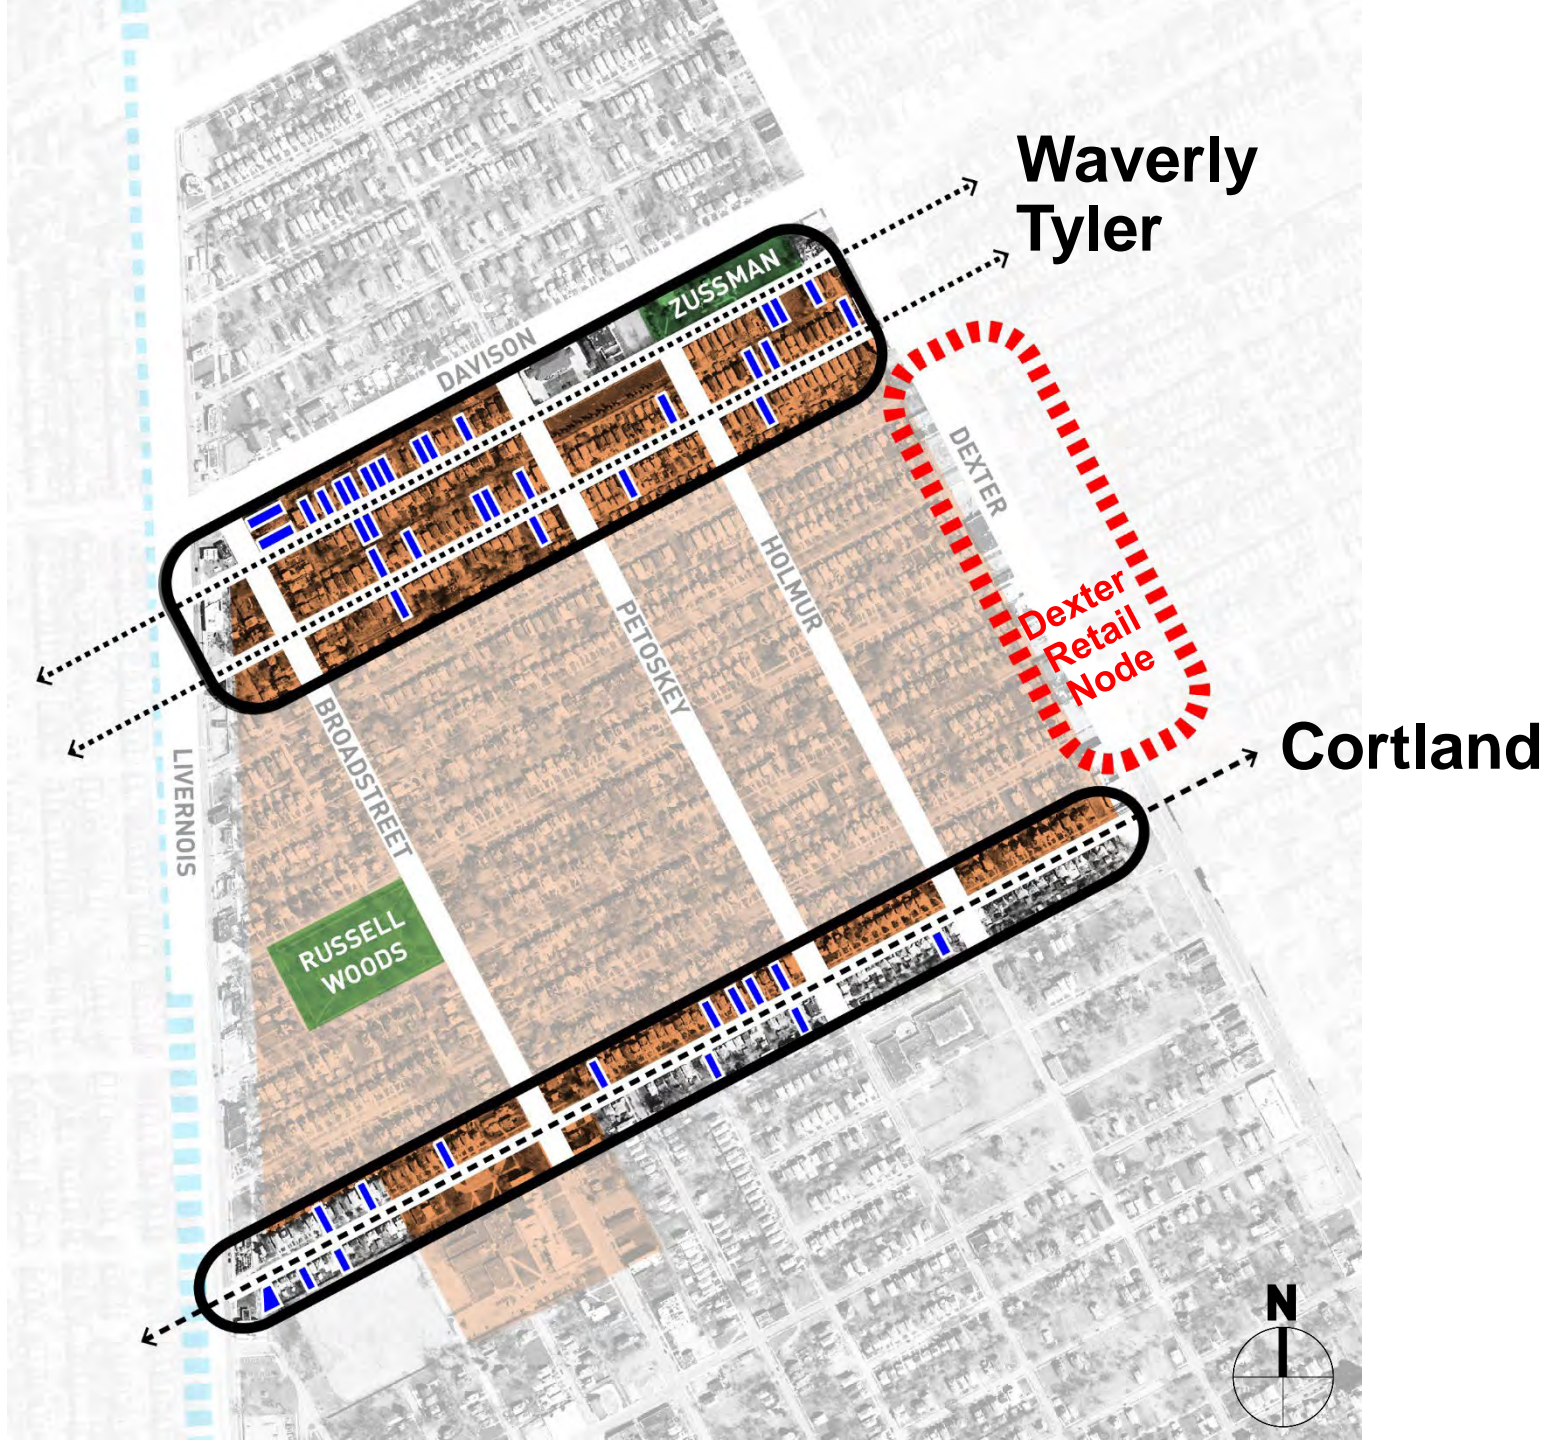 Waverly
Tyler
ZUSSMAN
DAVISON
DEXTER
HOLMUR
PETOSKEY
Dexter
Retail
Node
BROADSTREET
LIVERNOIS
Cortland
RUSSELL
WOODS
N